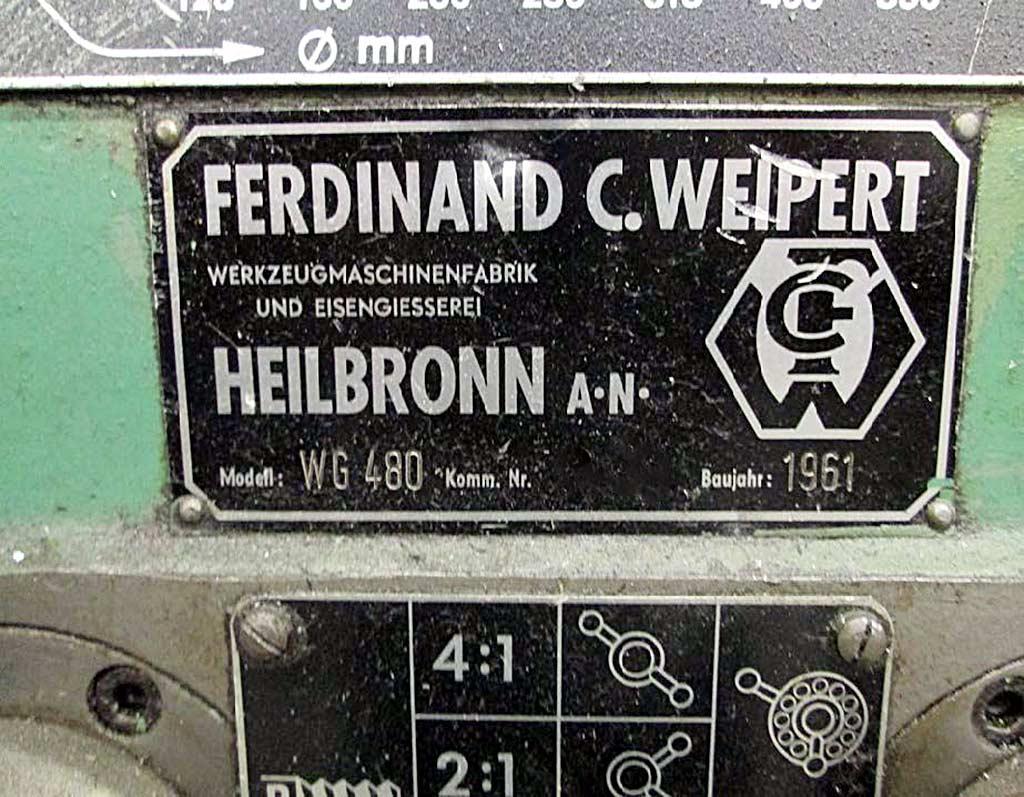 Ø mm
FERDINAND C. WEIPERT
WERKZEUGMASCHINENFABRIK
UND EISENGIESSEREI
HEILBRONN A·N·
Modell: WG 480 Komm. Nr.
Baujahr: 1961
4:1
2:1